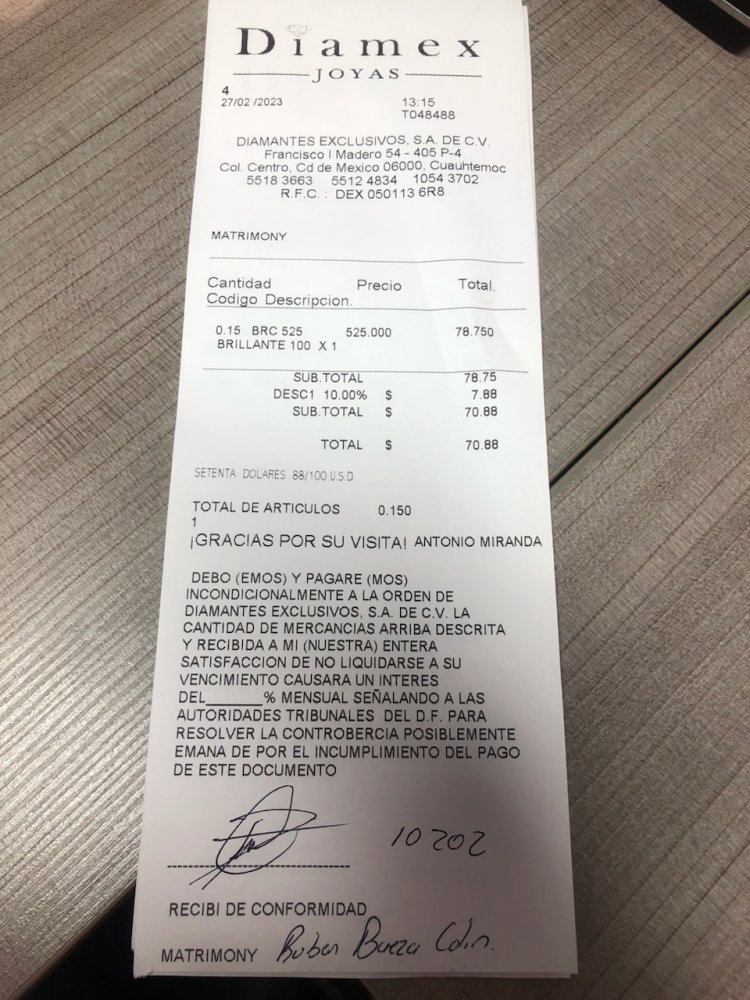 Diamex
JOYAS
4
27/02 /2023 13:15
T048488
DIAMANTES EXCLUSIVOS, S.A. DE C.V.
Francisco I Madero 54 - 405 P-4
Col. Centro, Cd de Mexico 06000, Cuauhtemoc
5518 3663 5512 4834 1054 3702
R.F.C. : DEX 050113 6R8
MATRIMONY
Cantidad Precio Total.
Codigo Descripcion.
0.15 BRC 525 525.000 78.750
BRILLANTE 100 X 1
SUB.TOTAL 78.75
DESC1 10.00% $ 7.88
SUB.TOTAL $ 70.88
TOTAL $ 70.88
SETENTA DOLARES 88/100 U.S.D
TOTAL DE ARTICULOS 0.150
1
¡GRACIAS POR SU VISITA! ANTONIO MIRANDA
DEBO (EMOS) Y PAGARE (MOS)
INCONDICIONALMENTE A LA ORDEN DE
DIAMANTES EXCLUSIVOS, S.A. DE C.V. LA
CANTIDAD DE MERCANCIAS ARRIBA DESCRITA
Y RECIBIDA A MI (NUESTRA) ENTERA
SATISFACCION DE NO LIQUIDARSE A SU
VENCIMIENTO CAUSARA UN INTERES
DEL______% MENSUAL SEÑALANDO A LAS
AUTORIDADES TRIBUNALES DEL D.F. PARA
RESOLVER LA CONTROBERCIA POSIBLEMENTE
EMANA DE POR EL INCUMPLIMIENTO DEL PAGO
DE ESTE DOCUMENTO
10202
RECIBI DE CONFORMIDAD
MATRIMONY Ruben Baeza Colin.